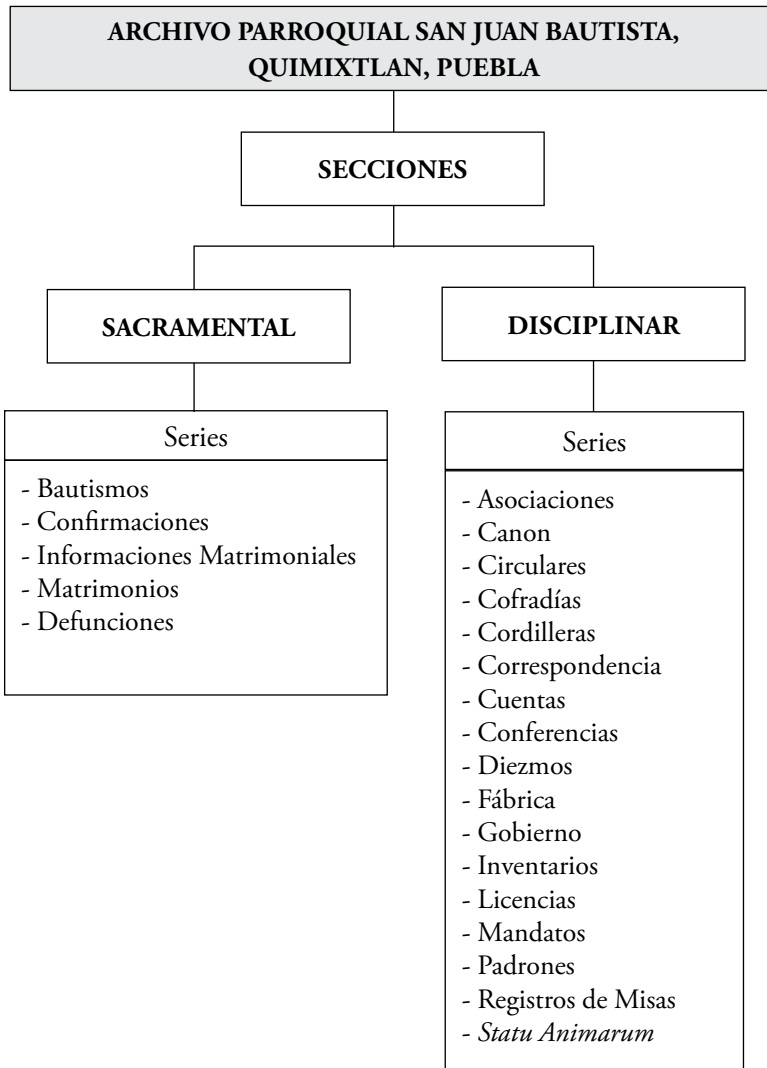 ARCHIVO PARROQUIAL SAN JUAN BAUTISTA,
QUIMIXTLAN, PUEBLA
SECCIONES
SACRAMENTAL
Series
- Bautismos
- Confirmaciones
- Informaciones Matrimoniales
- Matrimonios
- Defunciones
DISCIPLINAR
Series
- Asociaciones
- Canon
- Circulares
- Cofradías
- Cordilleras
- Correspondencia
- Cuentas
- Conferencias
- Diezmos
- Fábrica
- Gobierno
- Inventarios
- Licencias
- Mandatos
- Padrones
- Registros de Misas
- Statu Animarum